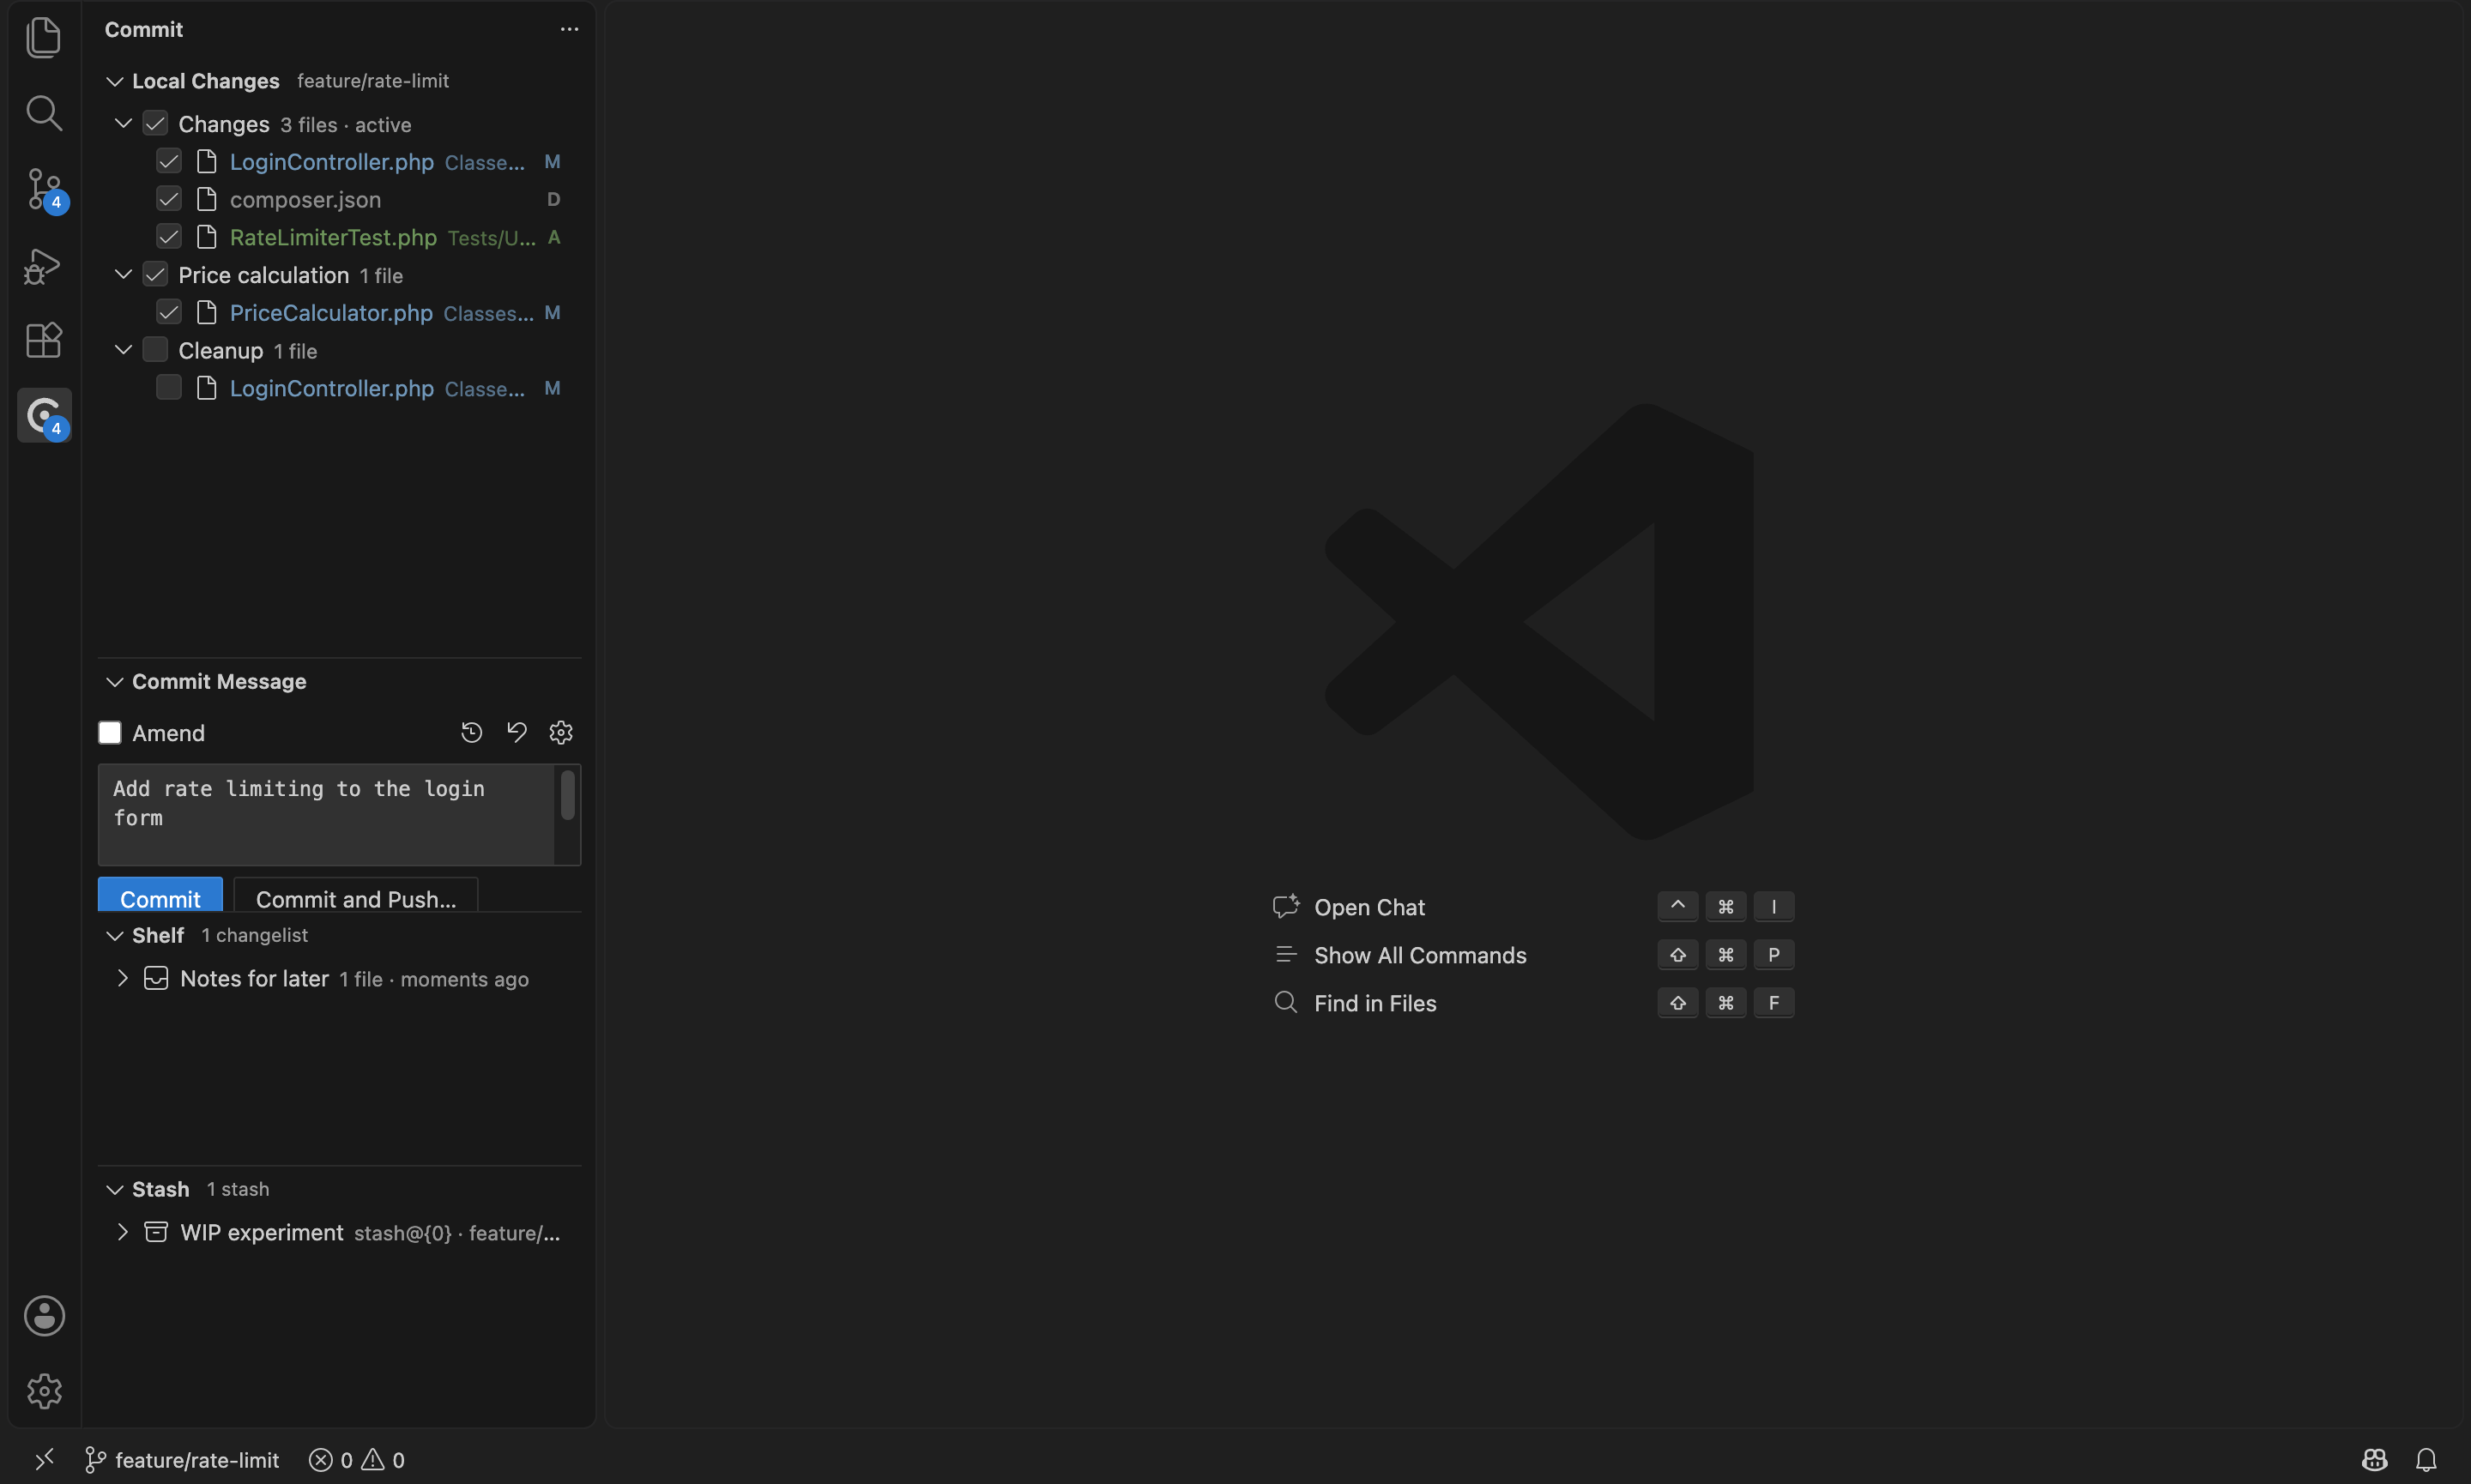 Commit
Local Changes feature/rate-limit
Changes 3 files · active
LoginController.php Classe... M
composer.json D
RateLimiterTest.php Tests/U... A
4
Price calculation 1 file
PriceCalculator.php Classes... M
Cleanup 1 file
LoginController.php Classe... M
4
Commit Message
Amend
Add rate limiting to the login
form
Commit Commit and Push...
Shelf 1 changelist
Notes for later 1 file · moments ago
Stash 1 stash
WIP experiment stash@{0} · feature/...
Open Chat ^ ⌘ I
Show All Commands ⇧ ⌘ P
Find in Files ⇧ ⌘ F
feature/rate-limit 0 0